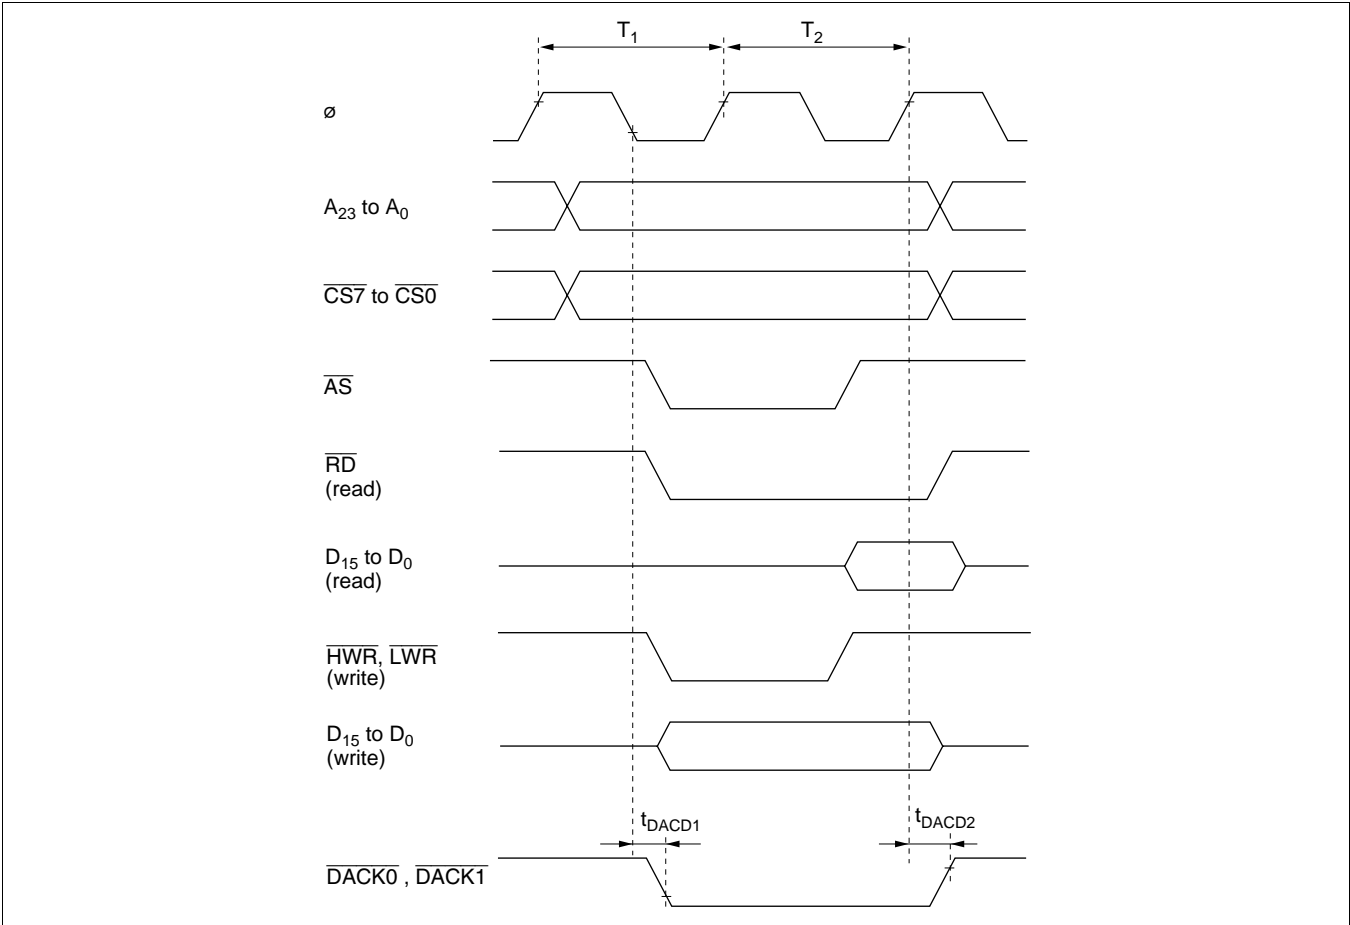 T1 T2
ø
A23 to A0
CS7 to CS0
AS
RD
(read)
D15 to D0
(read)
HWR, LWR
(write)
D15 to D0
(write)
tDACD1 tDACD2
DACK0 , DACK1